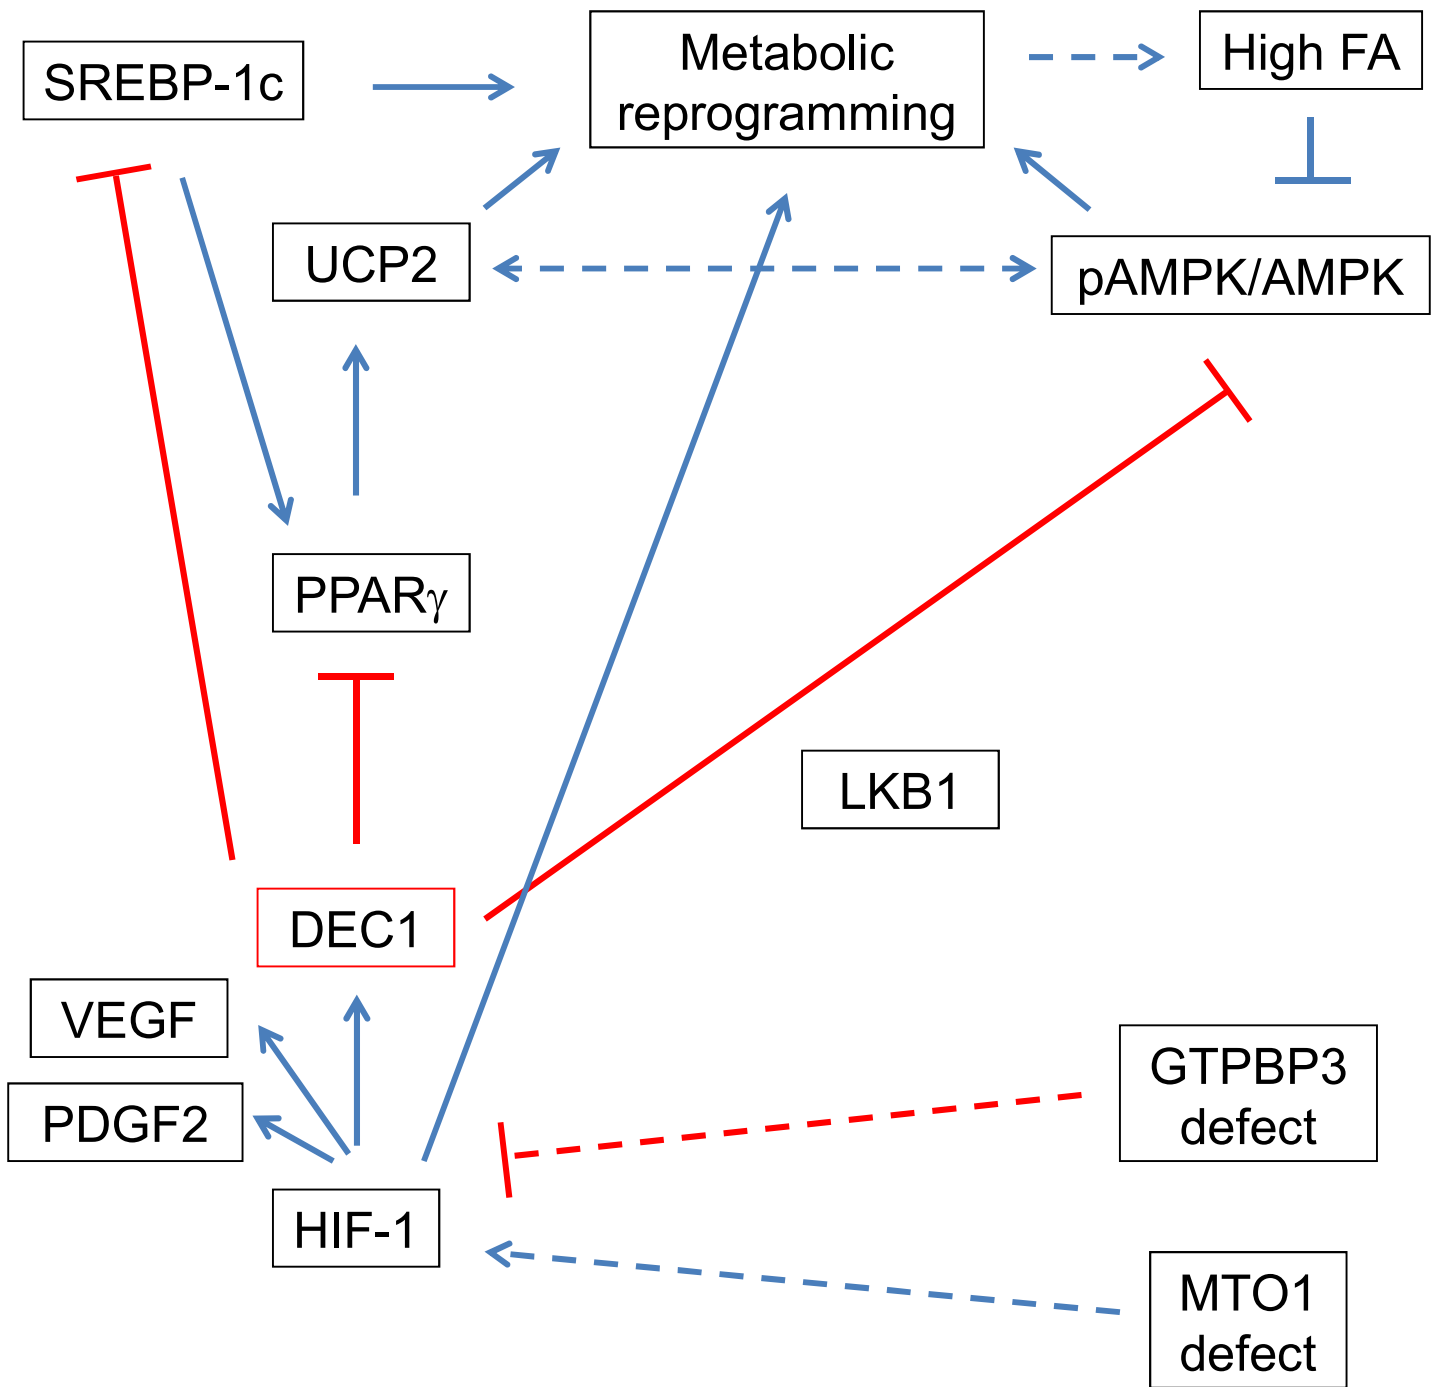 SREBP-1c
Metabolic
reprogramming
High FA
UCP2
pAMPK/AMPK
PPARγ
LKB1
DEC1
VEGF
PDGF2
GTPBP3
defect
HIF-1
MTO1
defect